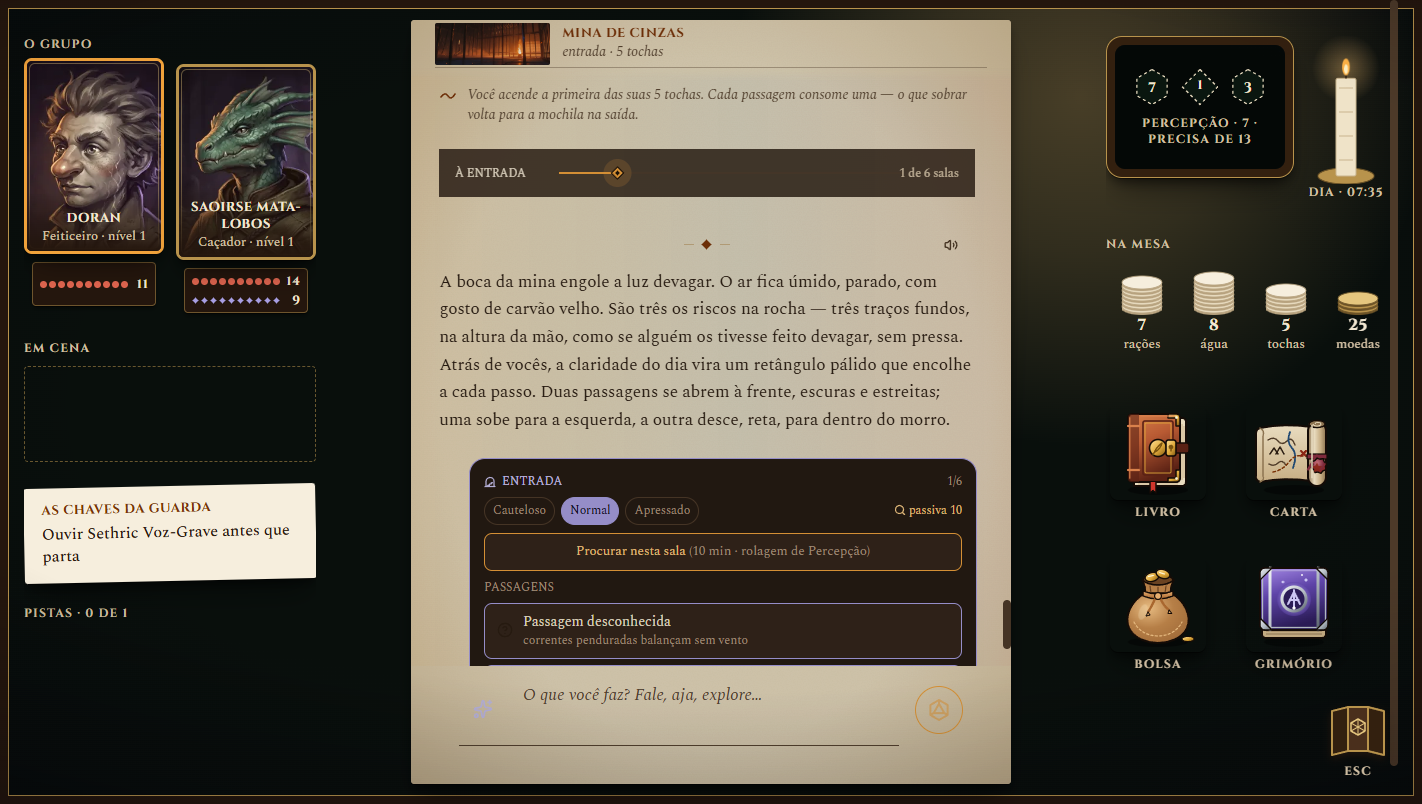 O GRUPO
DORAN
Feiticeiro · nível 1
11
SAOIRSE MATA-
LOBOS
Caçador · nível 1
14
9
EM CENA
AS CHAVES DA GUARDA
Ouvir Sethric Voz-Grave antes que
parta
PISTAS · 0 DE 1
MINA DE CINZAS
entrada · 5 tochas
Você acende a primeira das suas 5 tochas. Cada passagem consome uma — o que sobrar
volta para a mochila na saída.
À ENTRADA
1 de 6 salas
A boca da mina engole a luz devagar. O ar fica úmido, parado, com
gosto de carvão velho. São três os riscos na rocha — três traços fundos,
na altura da mão, como se alguém os tivesse feito devagar, sem pressa.
Atrás de vocês, a claridade do dia vira um retângulo pálido que encolhe
a cada passo. Duas passagens se abrem à frente, escuras e estreitas;
uma sobe para a esquerda, a outra desce, reta, para dentro do morro.
ENTRADA
1/6
Cauteloso
Normal
Apressado
passiva 10
Procurar nesta sala (10 min · rolagem de Percepção)
PASSAGENS
Passagem desconhecida
correntes penduradas balançam sem vento
O que você faz? Fale, aja, explore...
7
1
3
PERCEPÇÃO · 7 ·
PRECISA DE 13
DIA · 07:35
NA MESA
7
rações
8
água
5
tochas
25
moedas
LIVRO
CARTA
BOLSA
GRIMÓRIO
ESC